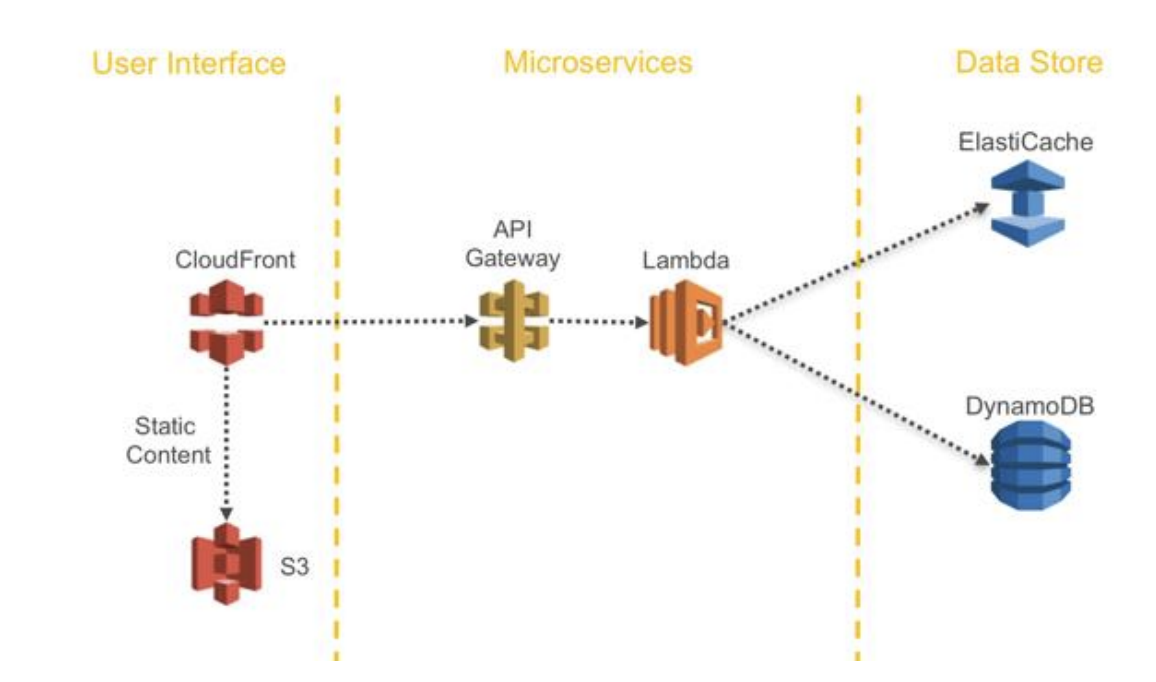 User Interface
Microservices
Data Store
ElastiCache
API
Gateway
CloudFront
Lambda
DynamoDB
Static
Content
S3